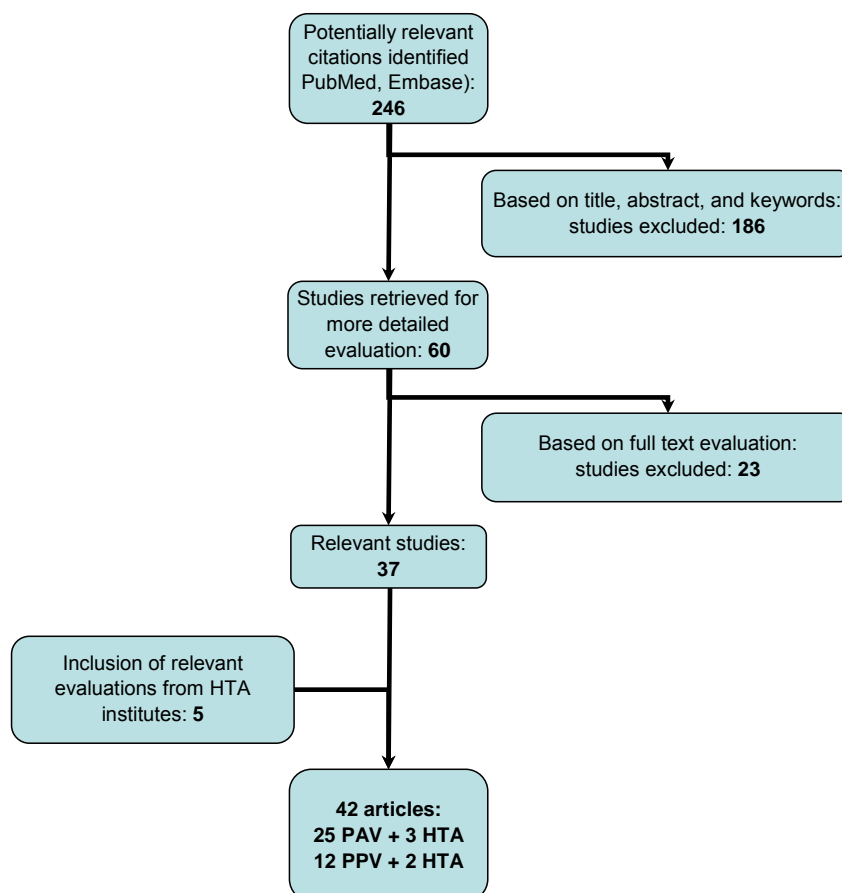 Potentially relevant
citations identified
PubMed, Embase):
246
Based on title, abstract, and keywords:
studies excluded: 186
Studies retrieved for
more detailed
evaluation: 60
Based on full text evaluation:
studies excluded: 23
Relevant studies:
37
Inclusion of relevant
evaluations from HTA
institutes: 5
42 articles:
25 PAV + 3 HTA
12 PPV + 2 HTA